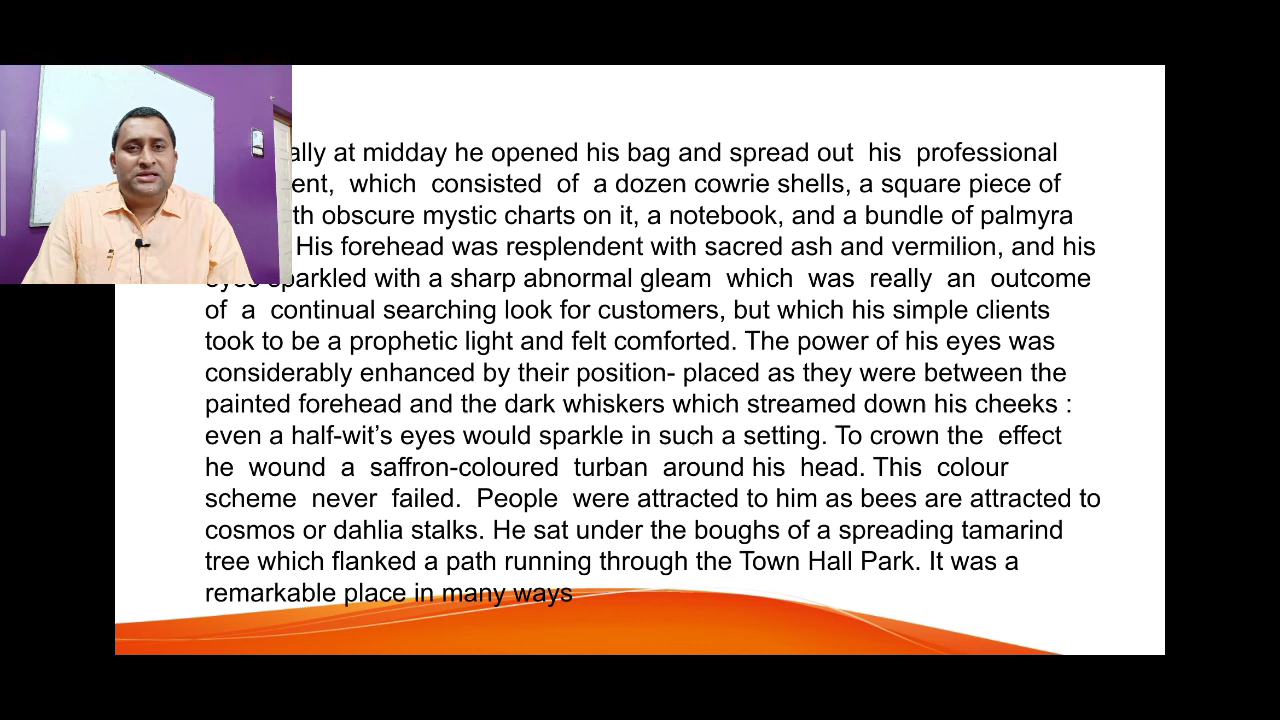 ally at midday he opened his bag and spread out his professional
ent, which consisted of a dozen cowrie shells, a square piece of
th obscure mystic charts on it, a notebook, and a bundle of palmyra
His forehead was resplendent with sacred ash and vermilion, and his
eyes sparkled with a sharp abnormal gleam which was really an outcome
of a continual searching look for customers, but which his simple clients
took to be a prophetic light and felt comforted. The power of his eyes was
considerably enhanced by their position- placed as they were between the
painted forehead and the dark whiskers which streamed down his cheeks :
even a half-wit’s eyes would sparkle in such a setting. To crown the effect
he wound a saffron-coloured turban around his head. This colour
scheme never failed. People were attracted to him as bees are attracted to
cosmos or dahlia stalks. He sat under the boughs of a spreading tamarind
tree which flanked a path running through the Town Hall Park. It was a
remarkable place in many ways